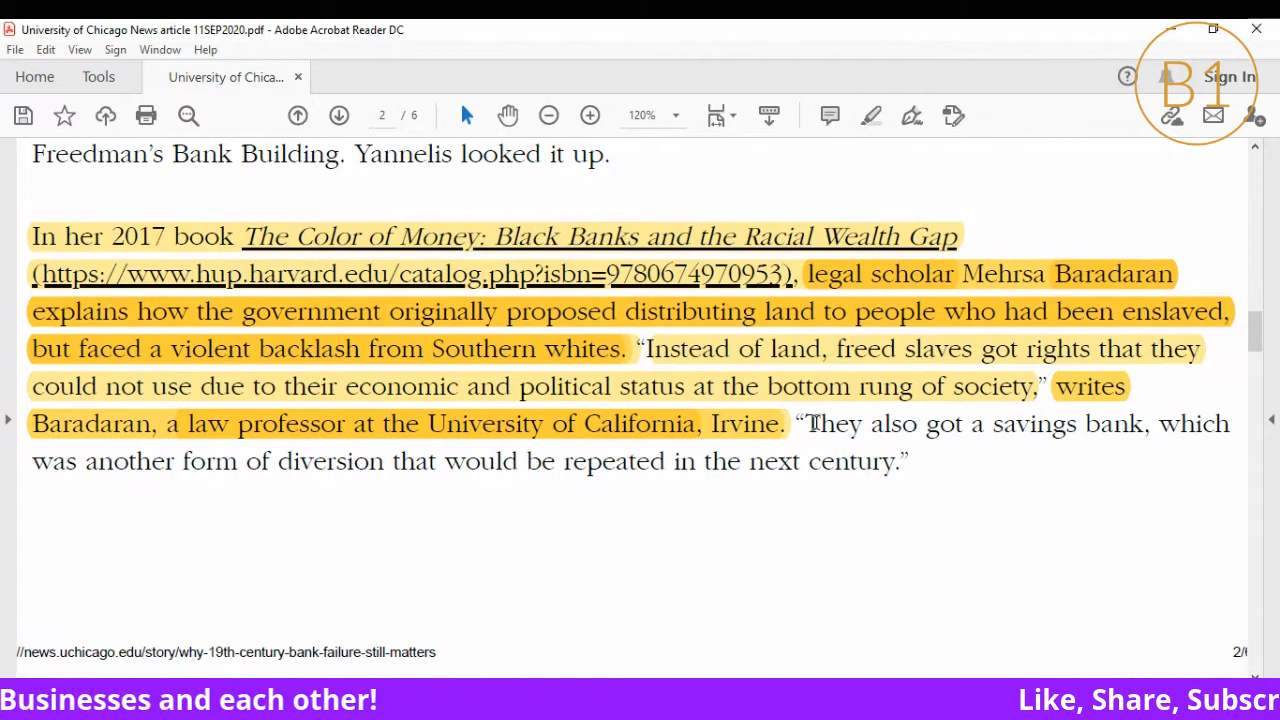 University of Chicago News article 11SEP2020.pdf - Adobe Acrobat Reader DC
File Edit View Sign Window Help
Home Tools University of Chica...
B1
Sign In
2 / 6 120%
Freedman’s Bank Building. Yannelis looked it up.
In her 2017 book The Color of Money: Black Banks and the Racial Wealth Gap
(https://www.hup.harvard.edu/catalog.php?isbn=9780674970953), legal scholar Mehrsa Baradaran
explains how the government originally proposed distributing land to people who had been enslaved,
but faced a violent backlash from Southern whites. “Instead of land, freed slaves got rights that they
could not use due to their economic and political status at the bottom rung of society,” writes
Baradaran, a law professor at the University of California, Irvine. “They also got a savings bank, which
was another form of diversion that would be repeated in the next century.”
//news.uchicago.edu/story/why-19th-century-bank-failure-still-matters 2/6
Businesses and each other! Like, Share, Subscr